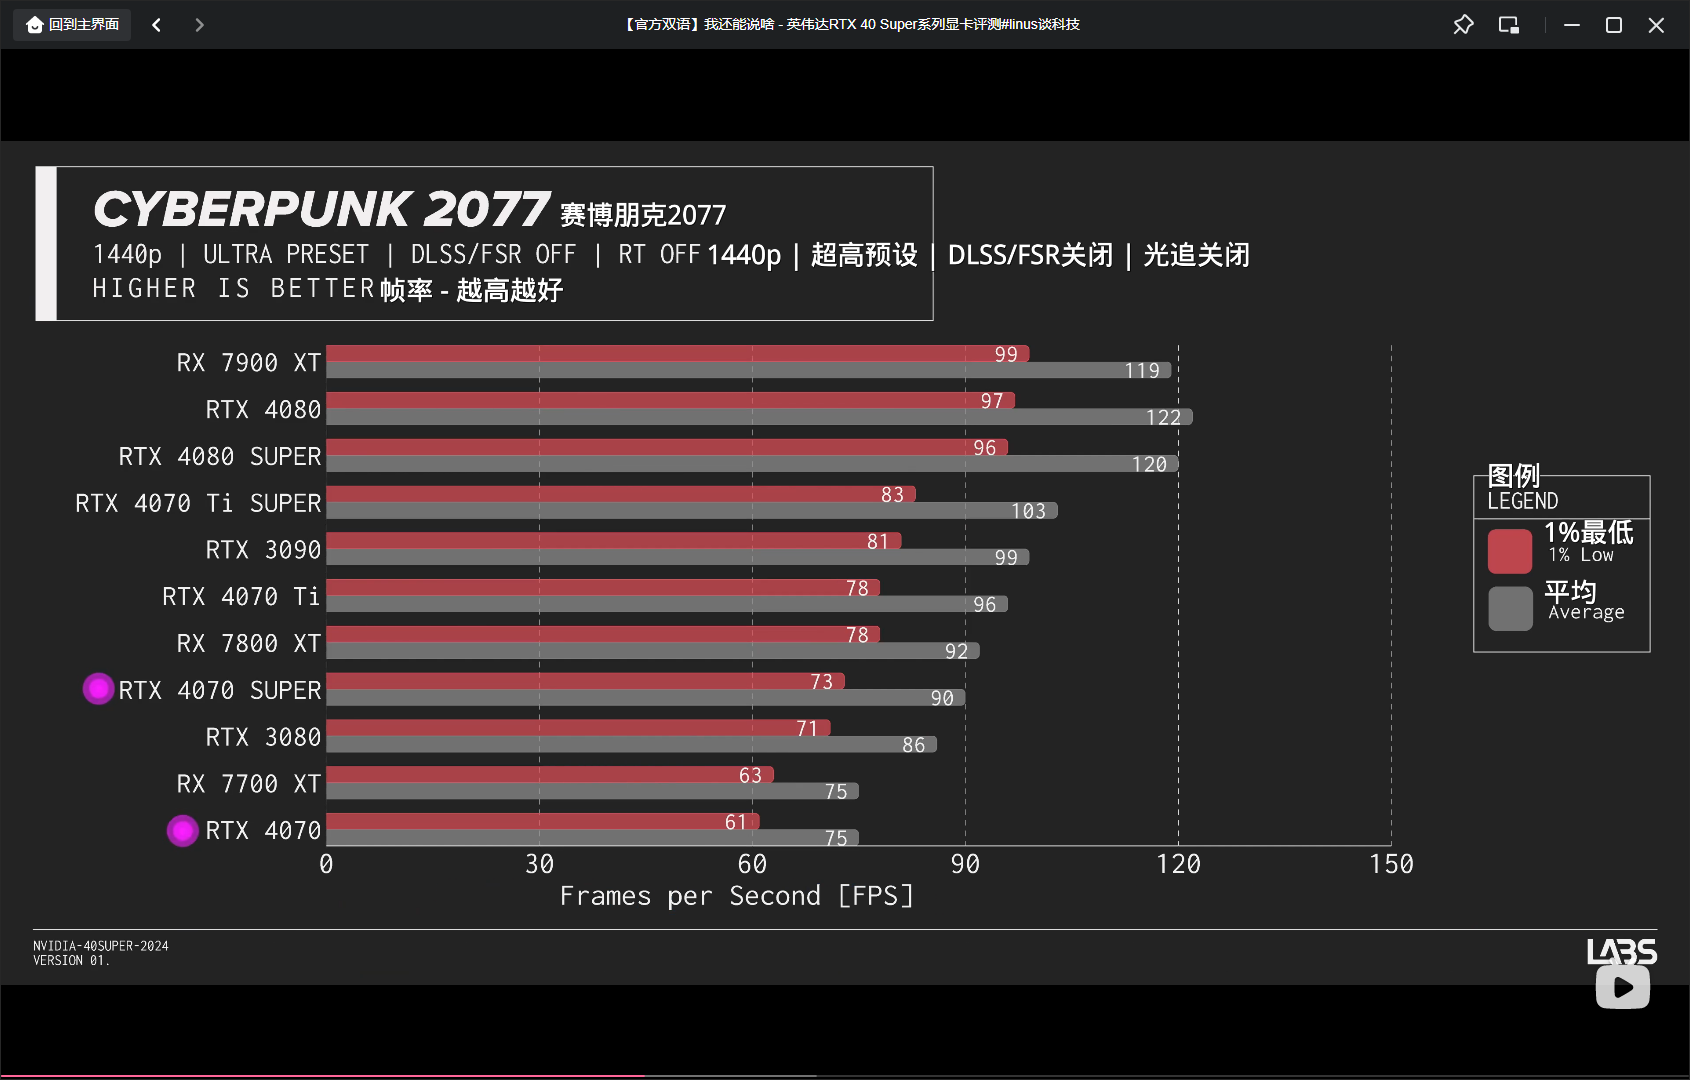 回到主界面
【官方双语】我还能说啥 - 英伟达RTX 40 Super系列显卡评测#linus谈科技
CYBERPUNK 2077 赛博朋克2077
1440p | ULTRA PRESET | DLSS/FSR OFF | RT OFF 1440p | 超高预设 | DLSS/FSR关闭 | 光追关闭
HIGHER IS BETTER 帧率 - 越高越好
RX 7900 XT 99
119
RTX 4080 97
122
RTX 4080 SUPER 96
120
RTX 4070 Ti SUPER 83
103
RTX 3090 81
99
RTX 4070 Ti 78
96
RX 7800 XT 78
92
RTX 4070 SUPER 73
90
RTX 3080 71
86
RX 7700 XT 63
75
RTX 4070 61
75
0 30 60 90 120 150
Frames per Second [FPS]
图例
LEGEND
1%最低
1% Low
平均
Average
NVIDIA-40SUPER-2024
VERSION 01.
LABS